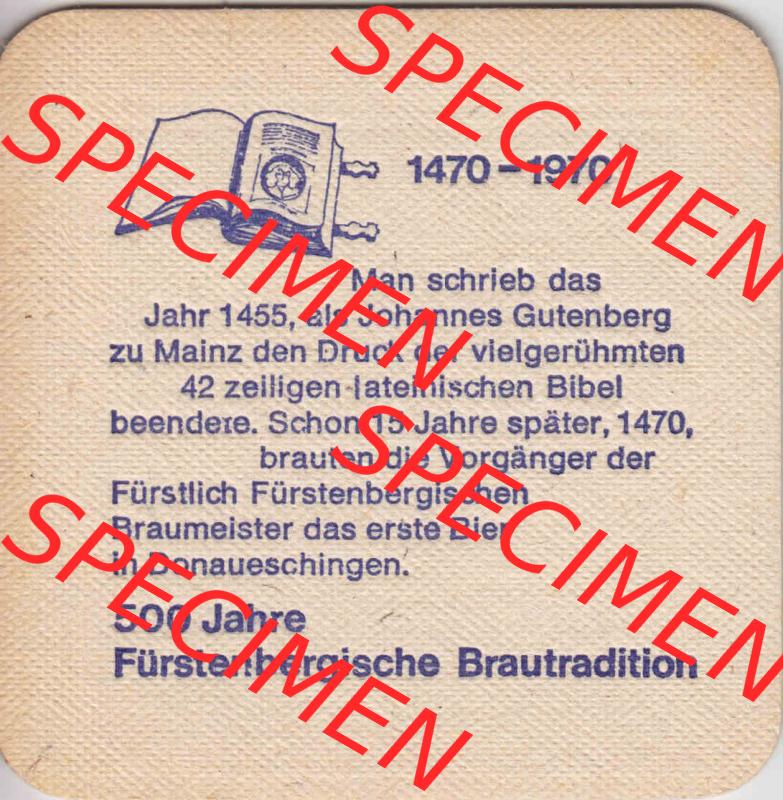 1470–1970
Man schrieb das
Jahr 1455, als Johannes Gutenberg
zu Mainz den Druck der vielgerühmten
42 zeiligen lateinischen Bibel
beendete. Schon 15 Jahre später, 1470,
brauten die Vorgänger der
Fürstlich Fürstenbergischen
Braumeister das erste Bier
in Donaueschingen.
500 Jahre
Fürstenbergische Brautradition
SPECIMEN
SPECIMEN
SPECIMEN
SPECIMEN